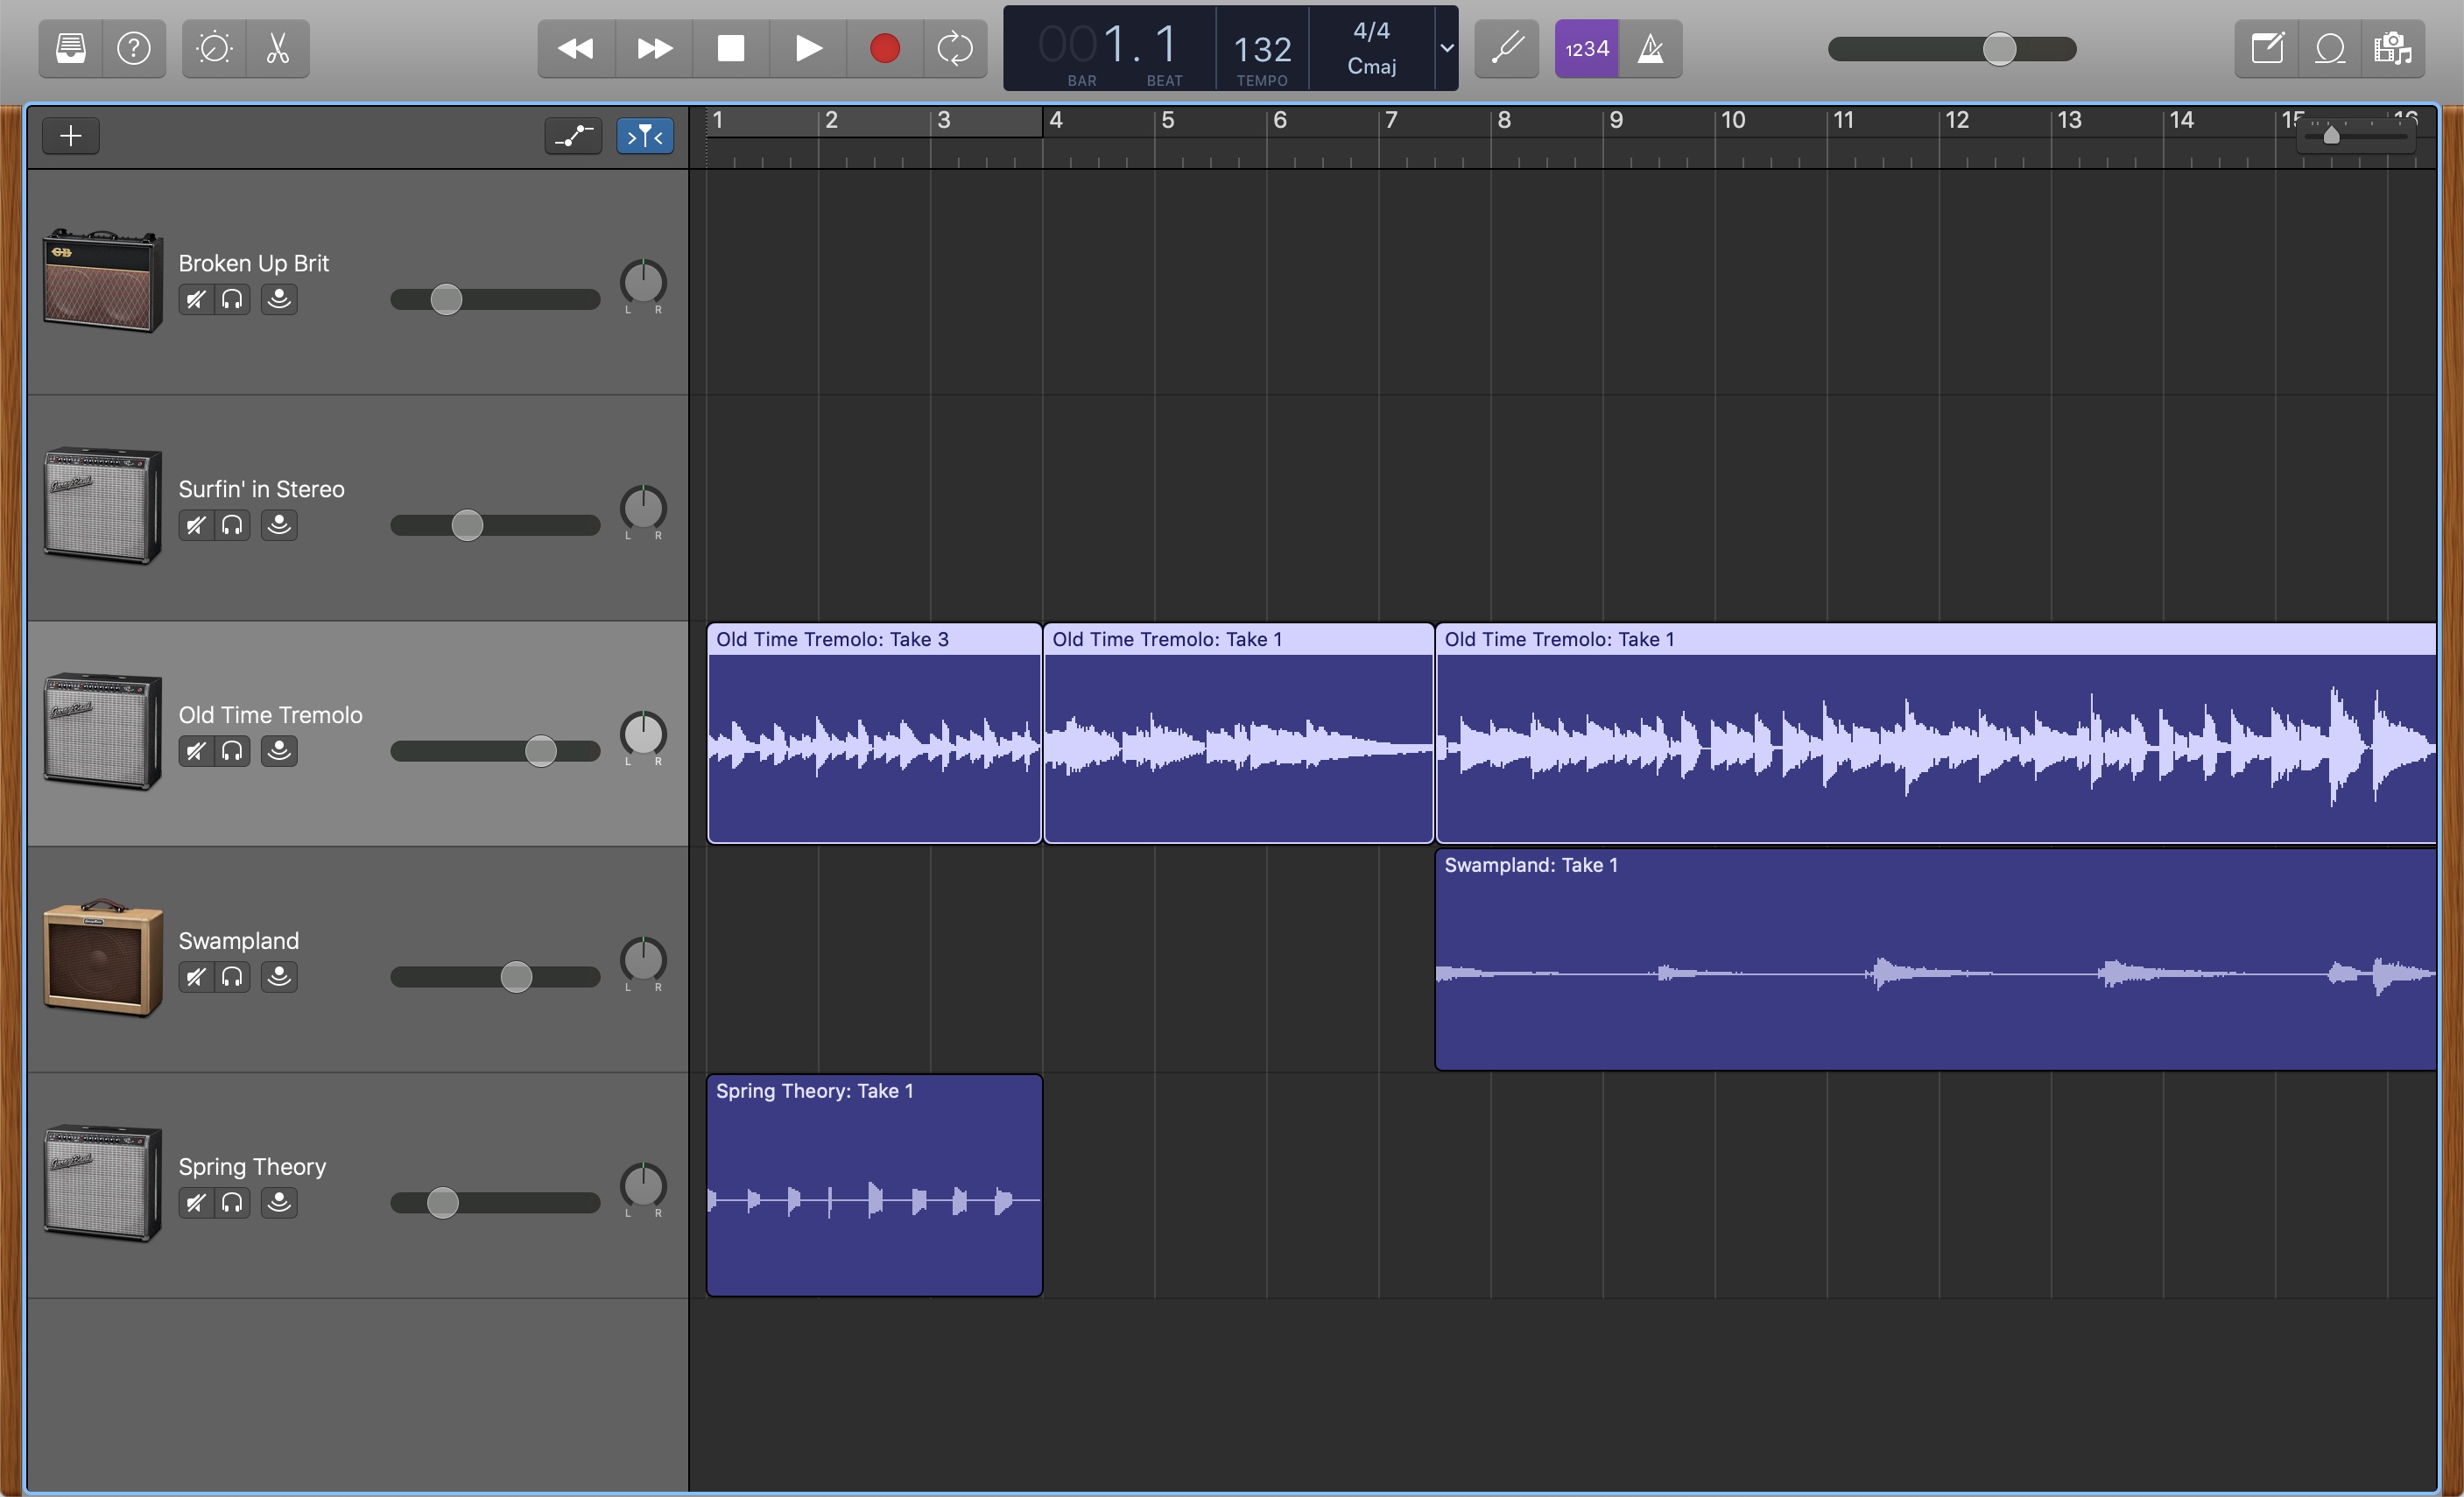 ?
001. 1
BAR BEAT
132
TEMPO
4/4
Cmaj
1234
1 2 3 4 5 6 7 8 9 10 11 12 13 14 15 16
Broken Up Brit
L R
Surfin' in Stereo
L R
Old Time Tremolo
L R
Old Time Tremolo: Take 3
Old Time Tremolo: Take 1
Old Time Tremolo: Take 1
Swampland
L R
Swampland: Take 1
Spring Theory
L R
Spring Theory: Take 1